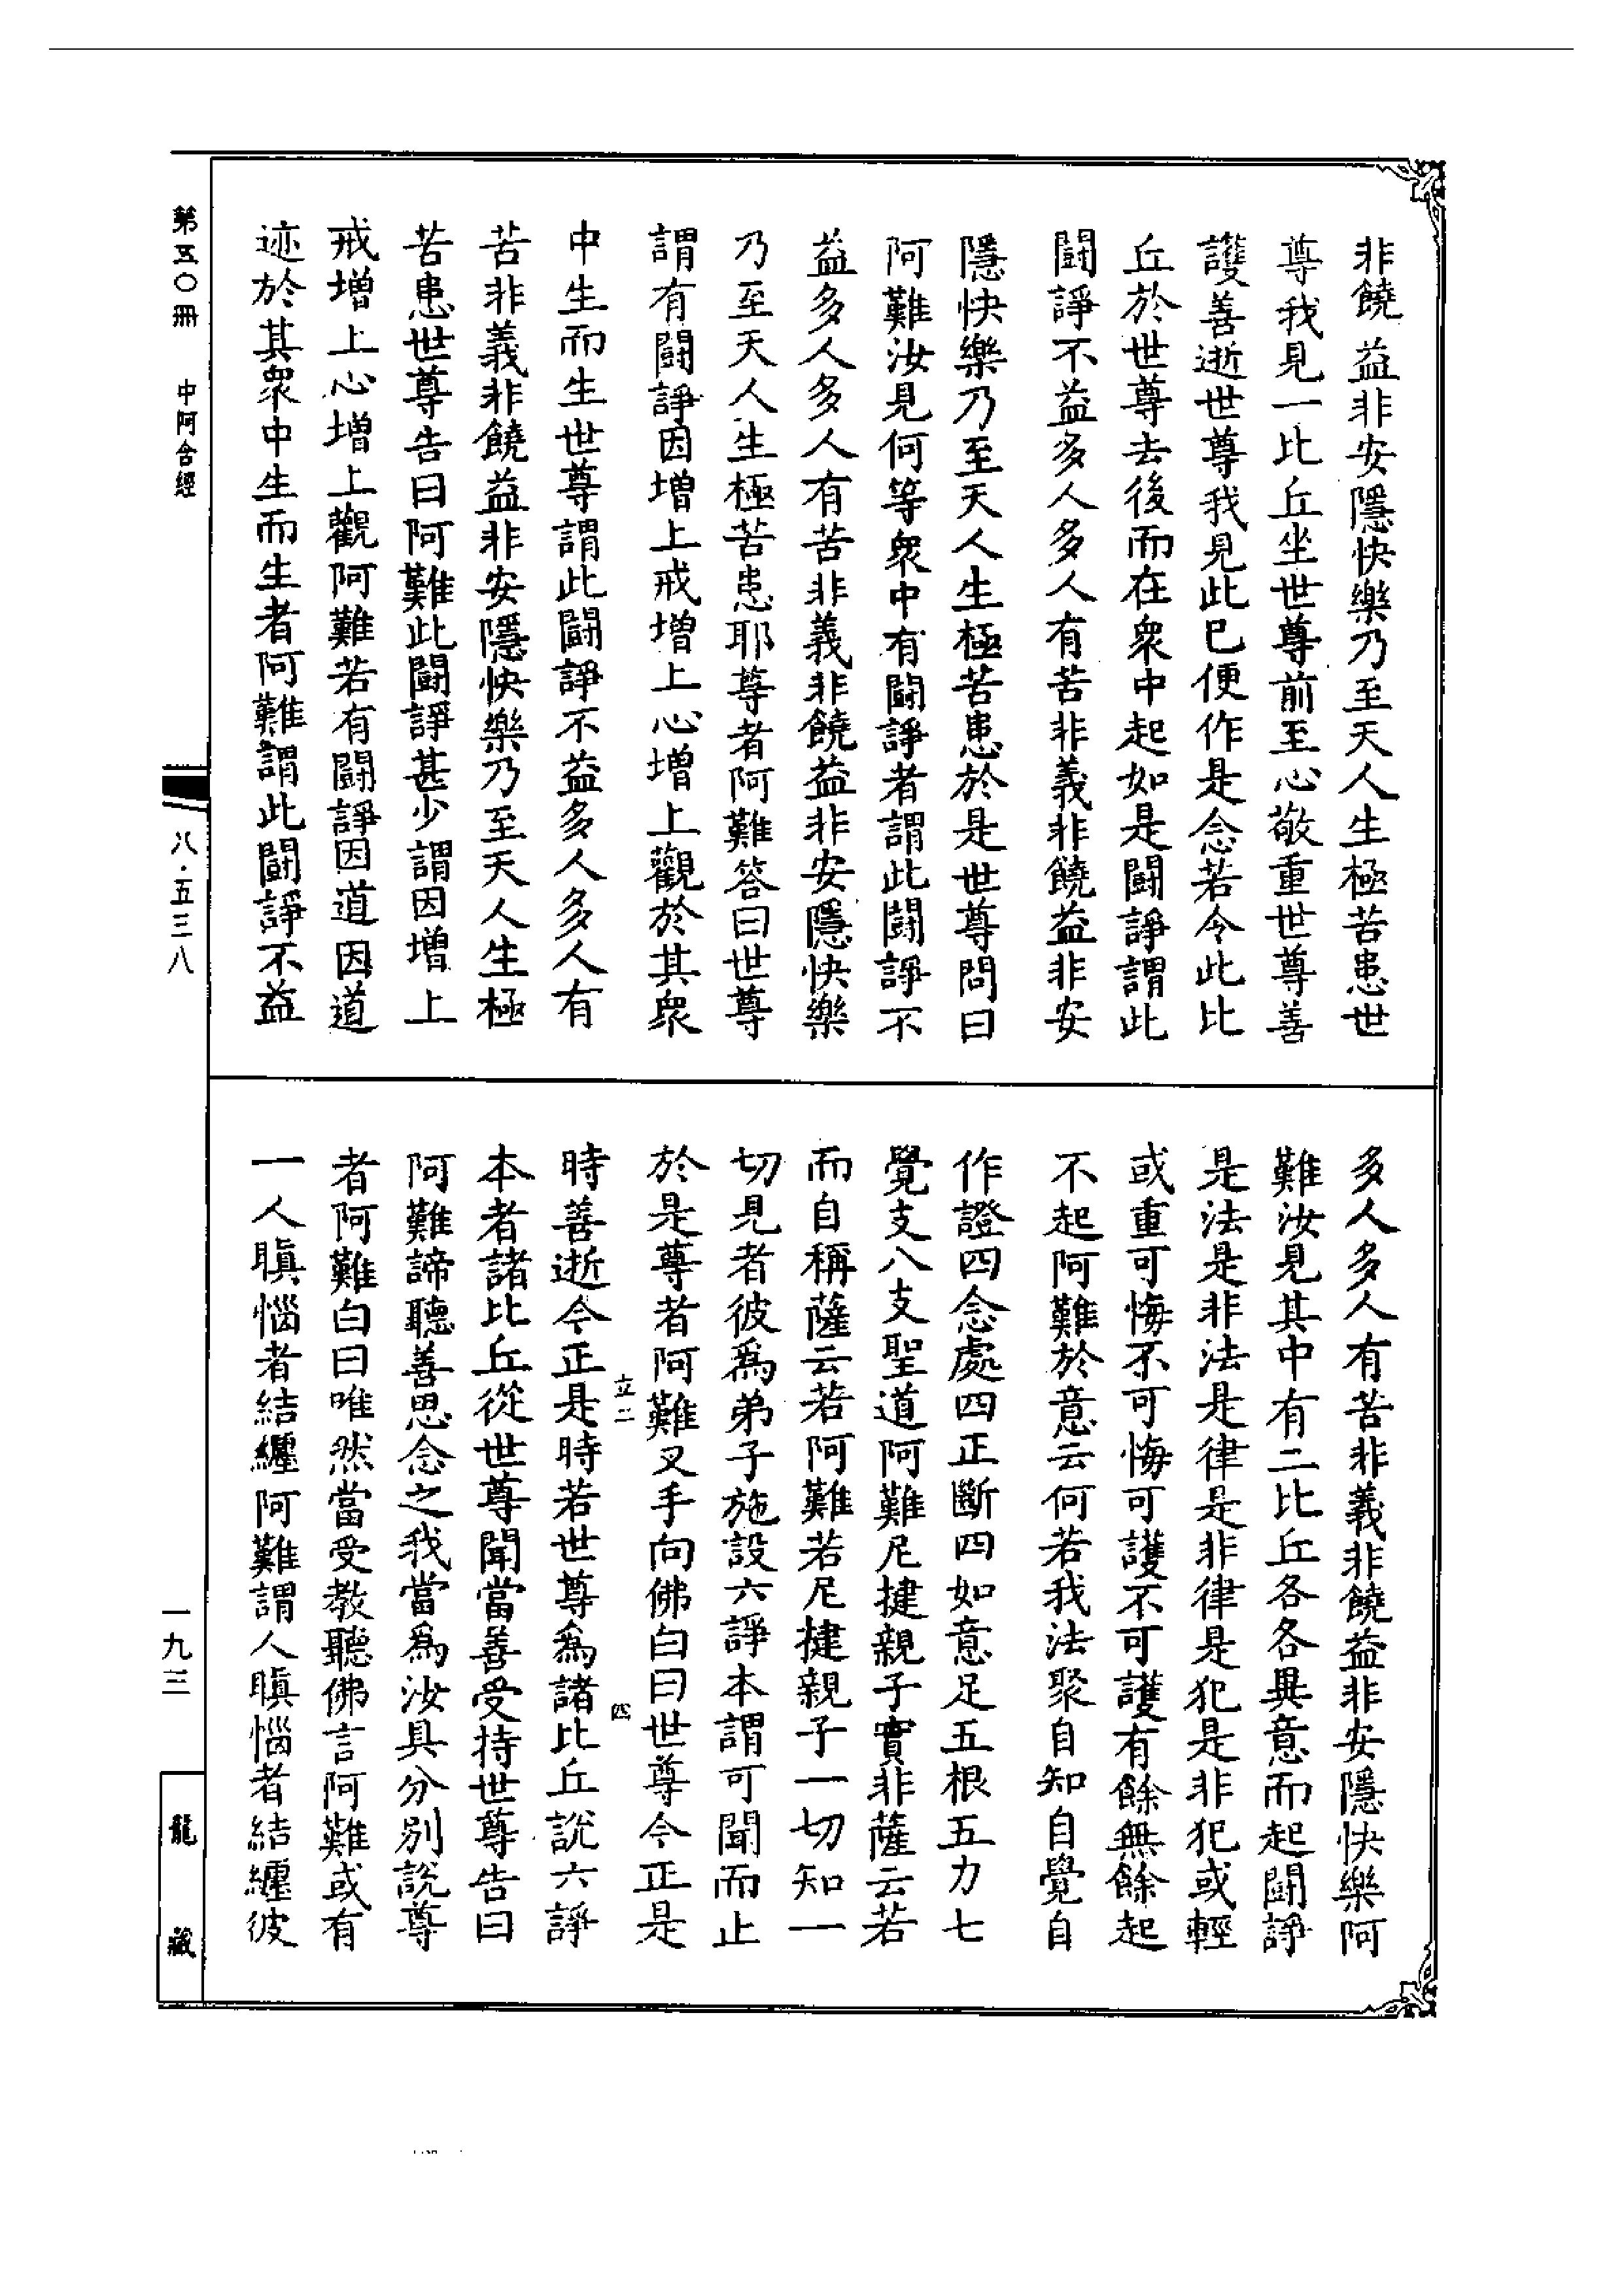 非饒益非安隱快樂乃至天人生極苦患世
尊我見一比丘坐世尊前至心敬重世尊善
護善逝世尊我見此已便作是念若令此比
丘於世尊去後而在衆中起如是鬪諍謂此
鬪諍不益多人多人有苦非義非饒益非安
隱快樂乃至天人生極苦患於是世尊問曰
阿難汝見何等衆中有鬪諍者謂此鬪諍不
益多人多人有苦非義非饒益非安隱快樂
乃至天人生極苦患耶尊者阿難答曰世尊
謂有鬪諍因增上戒增上心增上觀於其衆
中生而生世尊謂此鬪諍不益多人多人有
苦非義非饒益非安隱快樂乃至天人生極
苦患世尊告曰阿難此鬪諍甚少謂因增上
戒增上心增上觀阿難若有鬪諍因道因道
迹於其衆中生而生者阿難謂此鬪諍不益
多人多人有苦非義非饒益非安隱快樂阿
難汝見其中有二比丘各各異意而起鬪諍
是法是非法是律是非律是犯是非犯或輕
或重可悔不可悔可護不可護有餘無餘起
不起阿難於意云何若我法聚自知自覺自
作證四念處四正斷四如意足五根五力七
覺支八支聖道阿難尼揵親子實非薩云若
而自稱薩云若阿難若尼揵親子一切知一
切見者彼爲弟子施設六諍本謂可聞而止
於是尊者阿難叉手向佛白曰世尊今正是
立二
四
時善逝今正是時若世尊爲諸比丘說六諍
本者諸比丘從世尊聞當善受持世尊告曰
阿難諦聽善思念之我當爲汝具分別說尊
者阿難白曰唯然當受教聽佛言阿難或有
一人瞋惱者結纏阿難謂人瞋惱者結纏彼
第五〇冊 中阿含經
八·五三八
一九三
龍藏